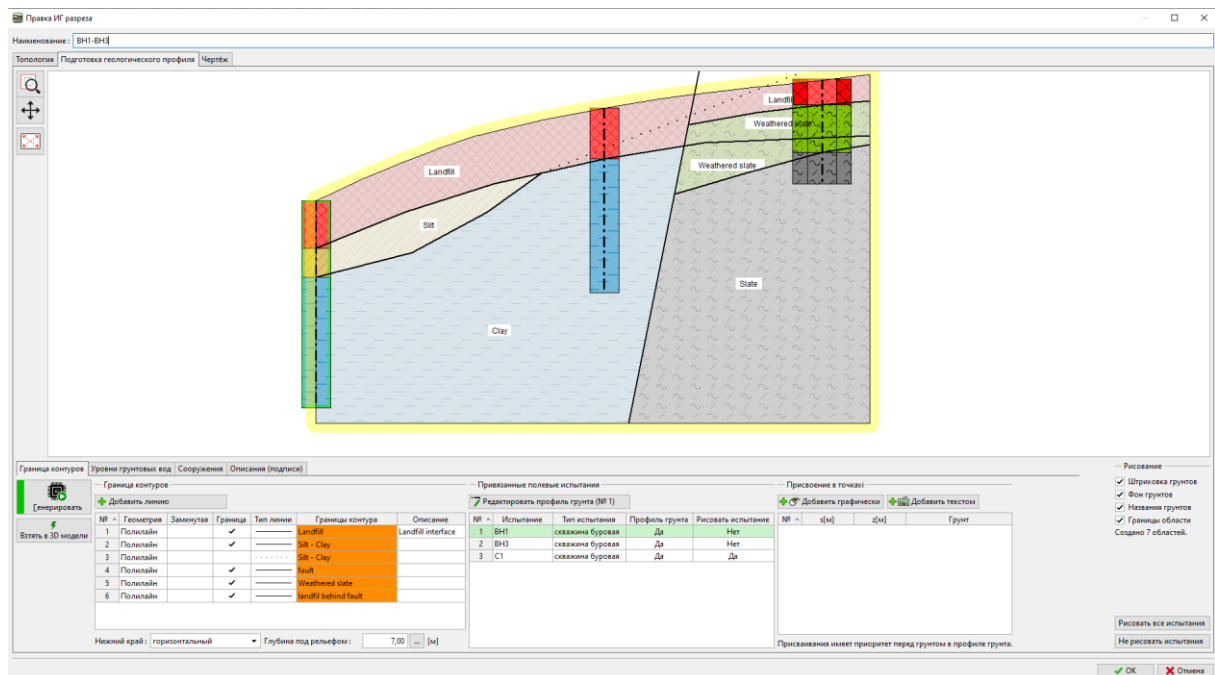 Правка ИГ разреза
Наименование : BH1-BH3
Топология Подготовка геологического профиля Чертёж
Landfill
Weathered slate
Landfill
Weathered slate
Silt
Slate
Clay
Граница контуров Уровни грунтовых вод Сооружения Описания (подписи)
Генерировать
Взтять в 3D модели
Граница контуров
Добавить линию
№ Геометрия Замкнутая Граница Тип линии Границы контура Описание
1 Полилайн Landfill Landfill interface
2 Полилайн Silt - Clay
3 Полилайн Silt - Clay
4 Полилайн fault
5 Полилайн Weathered slate
6 Полилайн landfil behind fault
Нижний край : горизонтальный Глубина под рельефом : 7,00 ... [м]
Привязанные полевые испытания
Редактировать профиль грунта (№ 1)
№ Испытание Тип испытания Профиль грунта Рисовать испытание
1 BH1 скважина буровая Да Нет
2 BH3 скважина буровая Да Нет
3 C1 скважина буровая Да Да
Присвоение в точкахі
Добавить графически Добавить текстом
№ s[м] z[м] Грунт
Присваивания имеет приоритет перед грунтом в профиле грунта.
Рисование
Штриховка грунтов
Фон грунтов
Названия грунтов
Границы области
Создано 7 областей.
Рисовать все испытания
Не рисовать испытания
OK Отмена